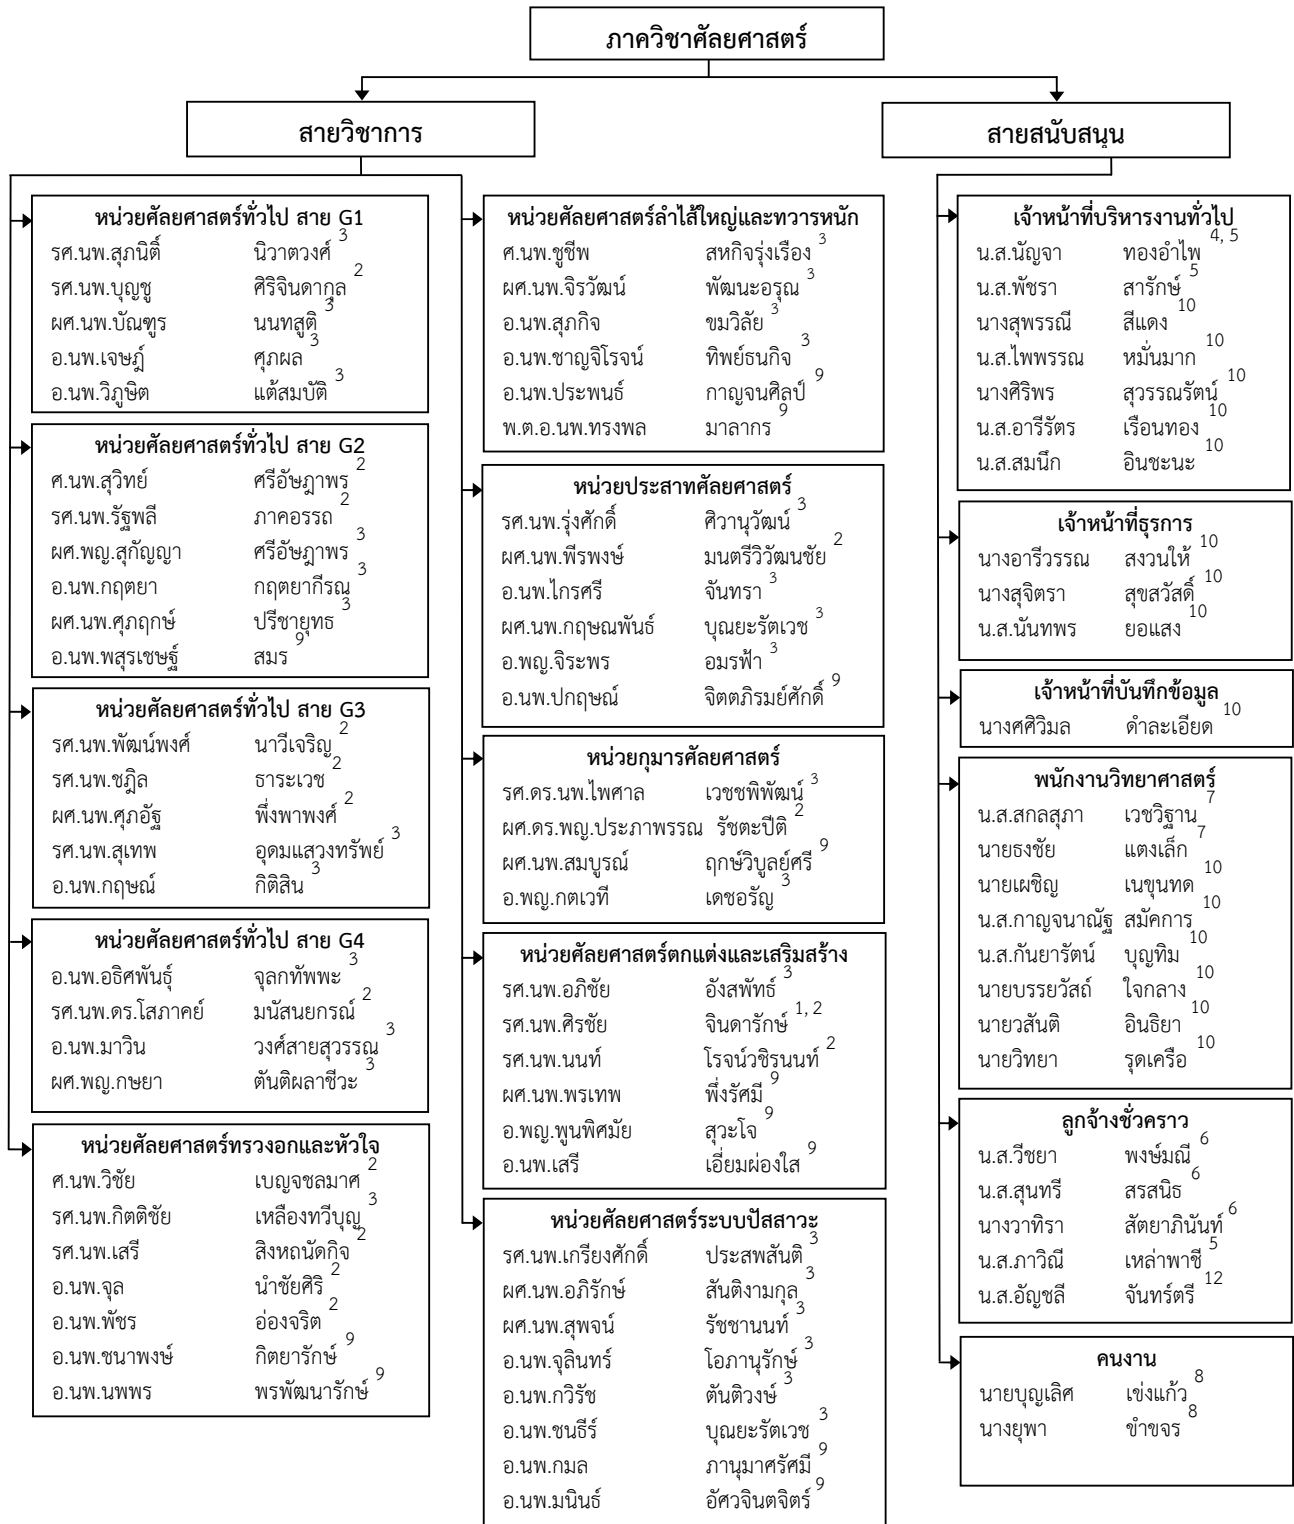 ภาควิชาศัลยศาสตร์
สายวิชาการ
สายสนับสนุน
หน่วยศัลยศาสตร์ทั่วไป สาย G1
รศ.นพ.สุภนิติ์ นิวาตวงศ์ 3
รศ.นพ.บุญชู ศิริจินดากุล 2
ผศ.นพ.บัณฑูร นนทสูติ 3
อ.นพ.เจษฎ์ ศุภผล 3
อ.นพ.วิภูษิต แต้สมบัติ 3
หน่วยศัลยศาสตร์ทั่วไป สาย G2
ศ.นพ.สุวิทย์ ศรีอัษฎาพร 2
รศ.นพ.รัฐพลี ภาคอรรถ 2
ผศ.พญ.สุกัญญา ศรีอัษฎาพร 3
อ.นพ.กฤตยา กฤตยากีรณ 3
ผศ.นพ.ศุภฤกษ์ ปรีชายุทธ 3
อ.นพ.พสุรเชษฐ์ สมร 9
หน่วยศัลยศาสตร์ทั่วไป สาย G3
รศ.นพ.พัฒน์พงศ์ นาวีเจริญ 2
รศ.นพ.ชฎิล ธาระเวช 2
ผศ.นพ.ศุภอัฐ พึ่งพาพงศ์ 2
รศ.นพ.สุเทพ อุดมแสวงทรัพย์ 3
อ.นพ.กฤษณ์ กิติสิน 3
หน่วยศัลยศาสตร์ทั่วไป สาย G4
อ.นพ.อธิศพันธุ์ จุลกทัพพะ 3
รศ.นพ.ดร.โสภาคย์ มนัสนยกรณ์ 2
อ.นพ.มาวิน วงศ์สายสุวรรณ 3
ผศ.พญ.กษยา ตันติผลาชีวะ 3
หน่วยศัลยศาสตร์ทรวงอกและหัวใจ
ศ.นพ.วิชัย เบญจชลมาศ 2
รศ.นพ.กิตติชัย เหลืองทวีบุญ 3
รศ.นพ.เสรี สิงหถนัดกิจ 2
อ.นพ.จุล นำชัยศิริ 2
อ.นพ.พัชร อ่องจริต 2
อ.นพ.ชนาพงษ์ กิตยารักษ์ 9
อ.นพ.นพพร พรพัฒนารักษ์ 9
หน่วยศัลยศาสตร์ลำไส้ใหญ่และทวารหนัก
ศ.นพ.ชูชีพ สหกิจรุ่งเรือง 3
ผศ.นพ.จิรวัฒน์ พัฒนะอรุณ 3
อ.นพ.สุภกิจ ขมวิลัย 3
อ.นพ.ชาญจิโรจน์ ทิพย์ธนกิจ 3
อ.นพ.ประพนธ์ กาญจนศิลป์ 9
พ.ต.อ.นพ.ทรงพล มาลากร 9
หน่วยประสาทศัลยศาสตร์
รศ.นพ.รุ่งศักดิ์ ศิวานุวัฒน์ 3
ผศ.นพ.พีรพงษ์ มนตรีวิวัฒนชัย 2
อ.นพ.ไกรศรี จันทรา 3
ผศ.นพ.กฤษณพันธ์ บุณยะรัตเวช 3
อ.พญ.จิระพร อมรฟ้า 3
อ.นพ.ปกฤษณ์ จิตตภิรมย์ศักดิ์ 9
หน่วยกุมารศัลยศาสตร์
รศ.ดร.นพ.ไพศาล เวชชพิพัฒน์ 3
ผศ.ดร.พญ.ประภาพรรณ รัชตะปีติ 2
ผศ.นพ.สมบูรณ์ ฤกษ์วิบูลย์ศรี 9
อ.พญ.กตเวที เดชอรัญ 3
หน่วยศัลยศาสตร์ตกแต่งและเสริมสร้าง
รศ.นพ.อภิชัย อังสพัทธ์ 3
รศ.นพ.ศิรชัย จินดารักษ์ 1, 2
รศ.นพ.นนท์ โรจน์วชิรนนท์ 2
ผศ.นพ.พรเทพ พึ่งรัศมี 9
อ.พญ.พูนพิศมัย สุวะโจ 9
อ.นพ.เสรี เอี่ยมผ่องใส 9
หน่วยศัลยศาสตร์ระบบปัสสาวะ
รศ.นพ.เกรียงศักดิ์ ประสพสันติ 3
ผศ.นพ.อภิรักษ์ สันติงามกุล 3
ผศ.นพ.สุพจน์ รัชชานนท์ 3
อ.นพ.จุลินทร์ โอภานุรักษ์ 3
อ.นพ.กวิรัช ตันติวงษ์ 3
อ.นพ.ชนธีร์ บุณยะรัตเวช 3
อ.นพ.กมล ภานุมาศรัศมี 9
อ.นพ.มนินธ์ อัศวจินตจิตร์ 9
เจ้าหน้าที่บริหารงานทั่วไป
น.ส.นัญจา ทองอำไพ 4, 5
น.ส.พัชรา สารักษ์ 5
นางสุพรรณี สีแดง 10
น.ส.ไพพรรณ หมั่นมาก 10
นางศิริพร สุวรรณรัตน์ 10
น.ส.อารีรัตร เรือนทอง 10
น.ส.สมนึก อินชะนะ 10
เจ้าหน้าที่ธุรการ
นางอารีวรรณ สงวนให้ 10
นางสุจิตรา สุขสวัสดิ์ 10
น.ส.นันทพร ยอแสง 10
เจ้าหน้าที่บันทึกข้อมูล
นางศศิวิมล ดำละเอียด 10
พนักงานวิทยาศาสตร์
น.ส.สกลสุภา เวชวิฐาน 7
นายธงชัย แตงเล็ก 7
นายเผชิญ เนขุนทด 10
น.ส.กาญจนาณัฐ สมัคการ 10
น.ส.กันยารัตน์ บุญทิม 10
นายบรรยวัสถ์ ใจกลาง 10
นายวสันติ อินธิยา 10
นายวิทยา รุดเครือ 10
ลูกจ้างชั่วคราว
น.ส.วีชยา พงษ์มณี 6
น.ส.สุนทรี สรสนิธ 6
นางวาทิรา สัตยาภินันท์ 6
น.ส.ภาวิณี เหล่าพาชี 5
น.ส.อัญชลี จันทร์ตรี 12
คนงาน
นายบุญเลิศ เข่งแก้ว 8
นางยุพา ขำขจร 8